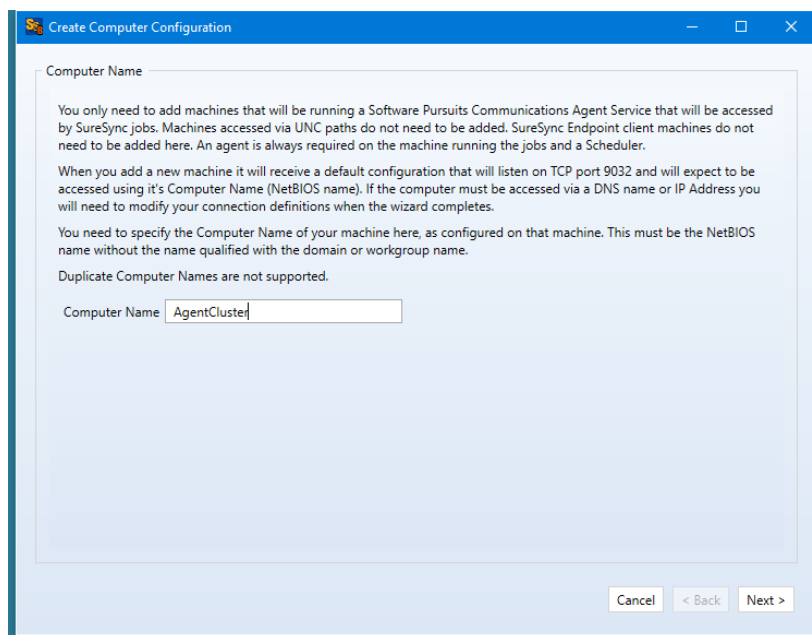 Create Computer Configuration
Computer Name
You only need to add machines that will be running a Software Pursuits Communications Agent Service that will be accessed
by SureSync jobs. Machines accessed via UNC paths do not need to be added. SureSync Endpoint client machines do not
need to be added here. An agent is always required on the machine running the jobs and a Scheduler.
When you add a new machine it will receive a default configuration that will listen on TCP port 9032 and will expect to be
accessed using it's Computer Name (NetBIOS name). If the computer must be accessed via a DNS name or IP Address you
will need to modify your connection definitions when the wizard completes.
You need to specify the Computer Name of your machine here, as configured on that machine. This must be the NetBIOS
name without the name qualified with the domain or workgroup name.
Duplicate Computer Names are not supported.
Computer Name AgentCluster
Cancel < Back Next >